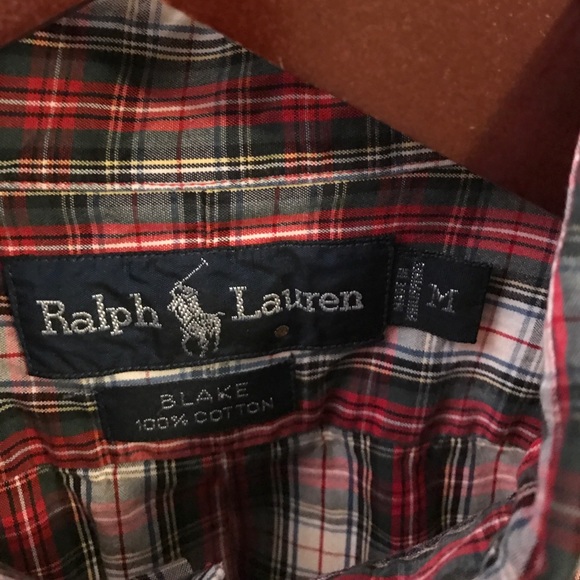 Ralph Lauren
M
BLAKE
100% COTTON